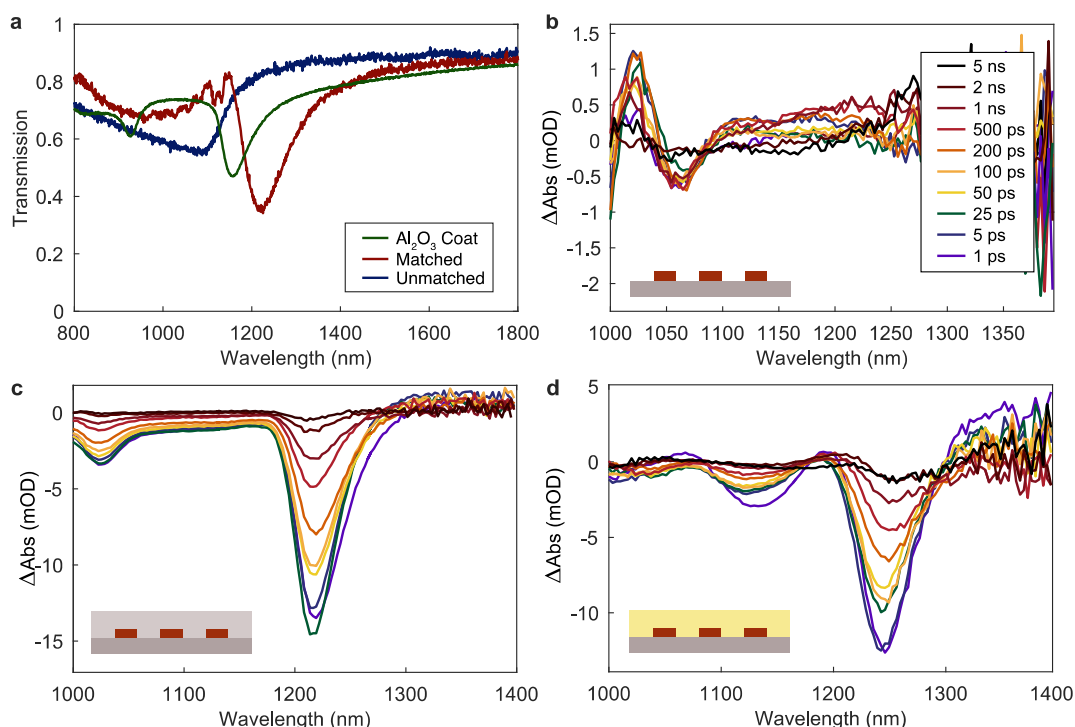 a
1
0.8
0.6
0.4
0.2
0
Transmission
800
1000
1200
1400
1600
1800
Wavelength (nm)
Al₂O₃ Coat
Matched
Unmatched
b
1.5
1
0.5
0
-0.5
-1
-1.5
-2
ΔAbs (mOD)
1000
1050
1100
1150
1200
1250
1300
1350
Wavelength (nm)
5 ns
2 ns
1 ns
500 ps
200 ps
100 ps
50 ps
25 ps
5 ps
1 ps
c
0
-5
-10
-15
ΔAbs (mOD)
1000
1100
1200
1300
1400
Wavelength (nm)
d
5
0
-5
-10
ΔAbs (mOD)
1000
1100
1200
1300
1400
Wavelength (nm)